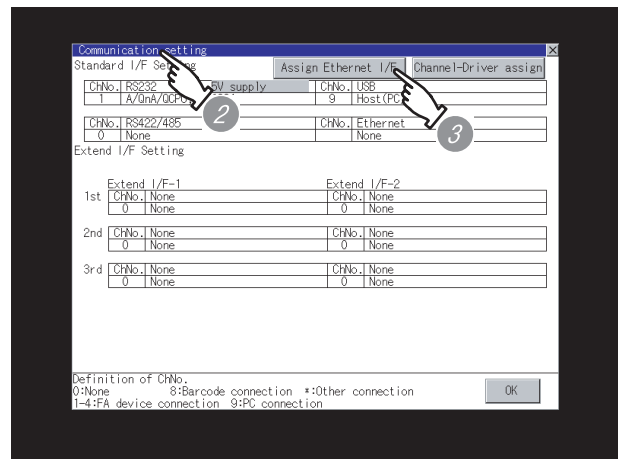 Communication setting ×
Standard I/F Setting Assign Ethernet I/F Channel-Driver assign
ChNo. RS232 5V supply ChNo. USB
1 A/QnA/QCPU 9 Host(PC)
2
ChNo. RS422/485 ChNo. Ethernet
0 None None
3
Extend I/F Setting
Extend I/F-1 Extend I/F-2
1st ChNo. None ChNo. None
0 None 0 None
2nd ChNo. None ChNo. None
0 None 0 None
3rd ChNo. None ChNo. None
0 None 0 None
Definition of ChNo.
0:None 8:Barcode connection *:Other connection
1-4:FA device connection 9:PC connection
OK